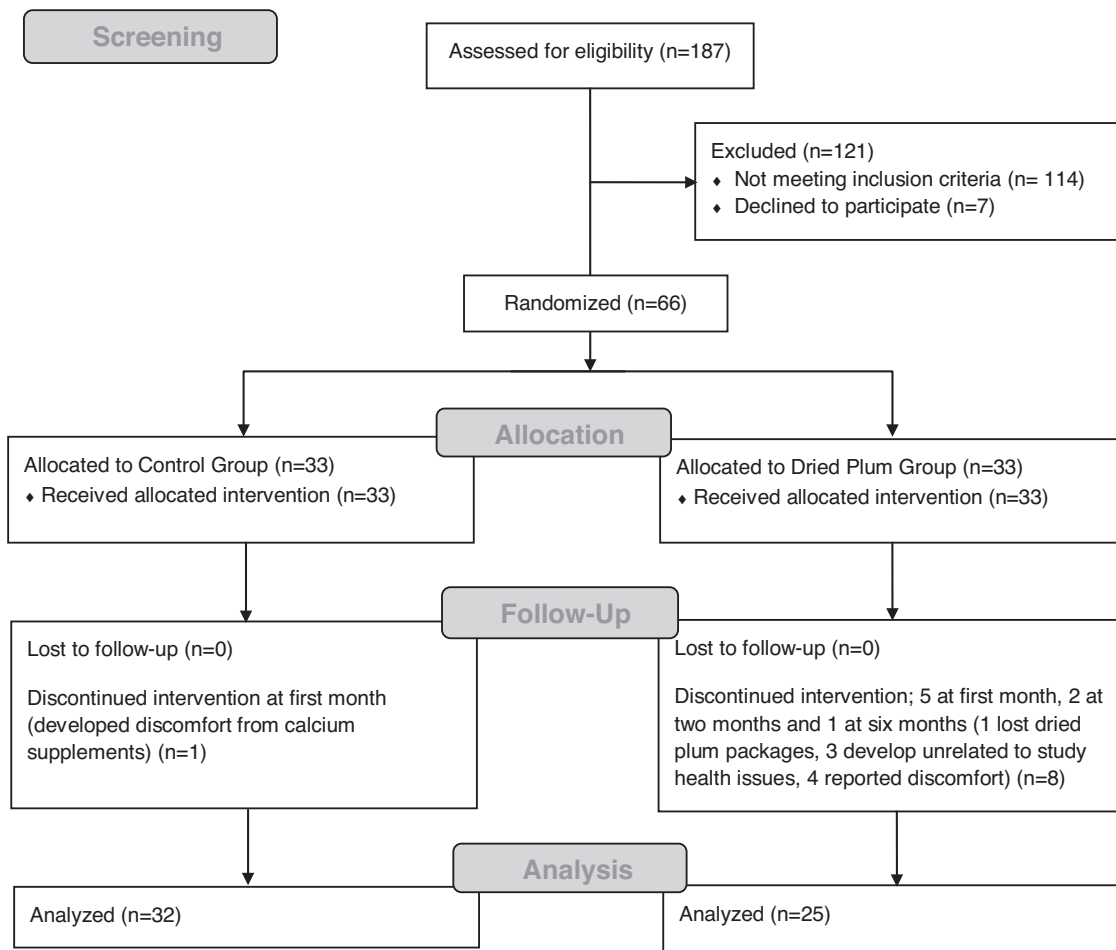 Screening
Assessed for eligibility (n=187)
Excluded (n=121)
♦ Not meeting inclusion criteria (n= 114)
♦ Declined to participate (n=7)
Randomized (n=66)
Allocation
Allocated to Control Group (n=33)
♦ Received allocated intervention (n=33)
Allocated to Dried Plum Group (n=33)
♦ Received allocated intervention (n=33)
Follow-Up
Lost to follow-up (n=0)
Discontinued intervention at first month
(developed discomfort from calcium
supplements) (n=1)
Lost to follow-up (n=0)
Discontinued intervention; 5 at first month, 2 at
two months and 1 at six months (1 lost dried
plum packages, 3 develop unrelated to study
health issues, 4 reported discomfort) (n=8)
Analysis
Analyzed (n=32)
Analyzed (n=25)